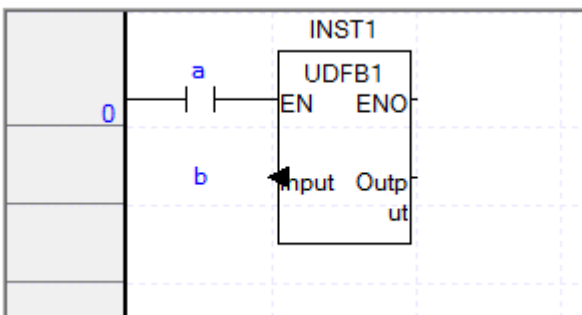 INST1
a
UDFB1
0
EN ENO
b
Input Outp
ut